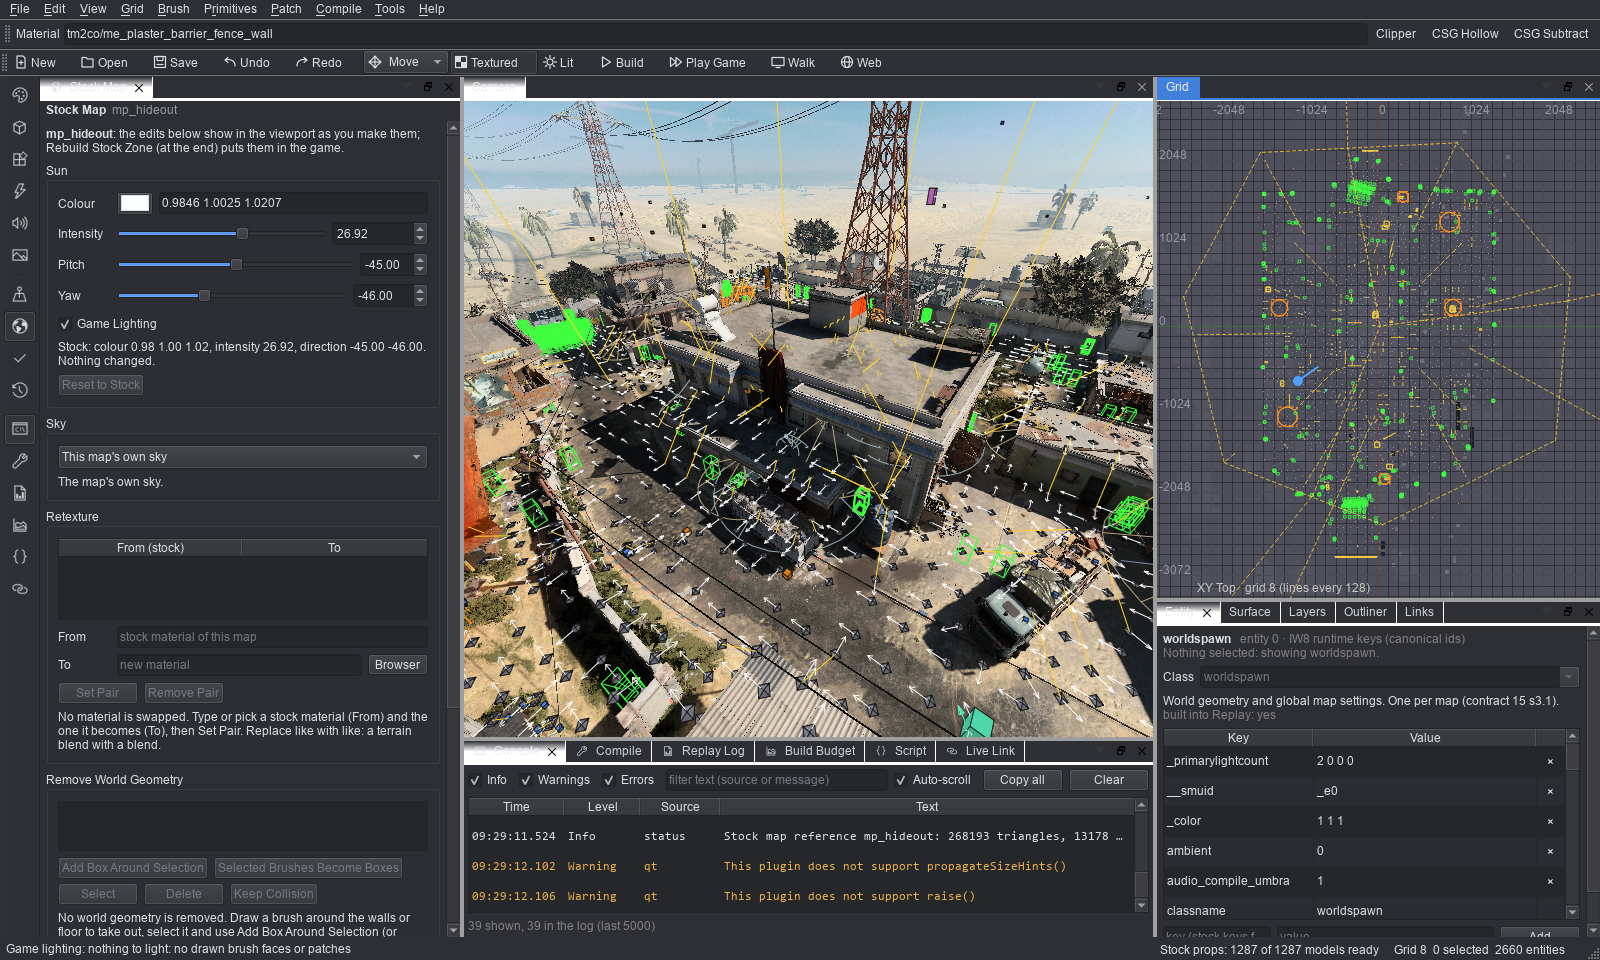 File Edit View Grid Brush Primitives Patch Compile Tools Help
Material tm2co/me_plaster_barrier_fence_wall Clipper CSG Hollow CSG Subtract
New Open Save Undo Redo Move Textured Lit Build Play Game Walk Web
Stock Map
Stock Map mp_hideout
mp_hideout: the edits below show in the viewport as you make them;
Rebuild Stock Zone (at the end) puts them in the game.
Sun
Colour 0.9846 1.0025 1.0207
Intensity 26.92
Pitch -45.00
Yaw -46.00
Game Lighting
Stock: colour 0.98 1.00 1.02, intensity 26.92, direction -45.00 -46.00.
Nothing changed.
Reset to Stock
Sky
This map's own sky
The map's own sky.
Retexture
From (stock) To
From stock material of this map
To new material Browser
Set Pair Remove Pair
No material is swapped. Type or pick a stock material (From) and the
one it becomes (To), then Set Pair. Replace like with like: a terrain
blend with a blend.
Remove World Geometry
Add Box Around Selection Selected Brushes Become Boxes
Select Delete Keep Collision
No world geometry is removed. Draw a brush around the walls or
floor to take out, select it and use Add Box Around Selection (or
Camera
Console Compile Replay Log Build Budget Script Live Link
Info Warnings Errors filter text (source or message) Auto-scroll Copy all Clear
Time Level Source Text
09:29:11.524 Info status Stock map reference mp_hideout: 268193 triangles, 13178 …
09:29:12.102 Warning qt This plugin does not support propagateSizeHints()
09:29:12.106 Warning qt This plugin does not support raise()
39 shown, 39 in the log (last 5000)
Grid
2 -2048 -1024 0 1024 2048
2048
1024
0
-1024
-2048
-3072
XY Top · grid 8 (lines every 128)
Entity Surface Layers Outliner Links
worldspawn entity 0 · IW8 runtime keys (canonical ids)
Nothing selected: showing worldspawn.
Class worldspawn
World geometry and global map settings. One per map (contract 15 s3.1).
built into Replay: yes
Key Value
_primarylightcount 2 0 0 0
__smuid _e0
_color 1 1 1
ambient 0
audio_compile_umbra 1
classname worldspawn
key (stock keys f value Add
Game lighting: nothing to light: no drawn brush faces or patches
Stock props: 1287 of 1287 models ready Grid 8 0 selected 2660 entities